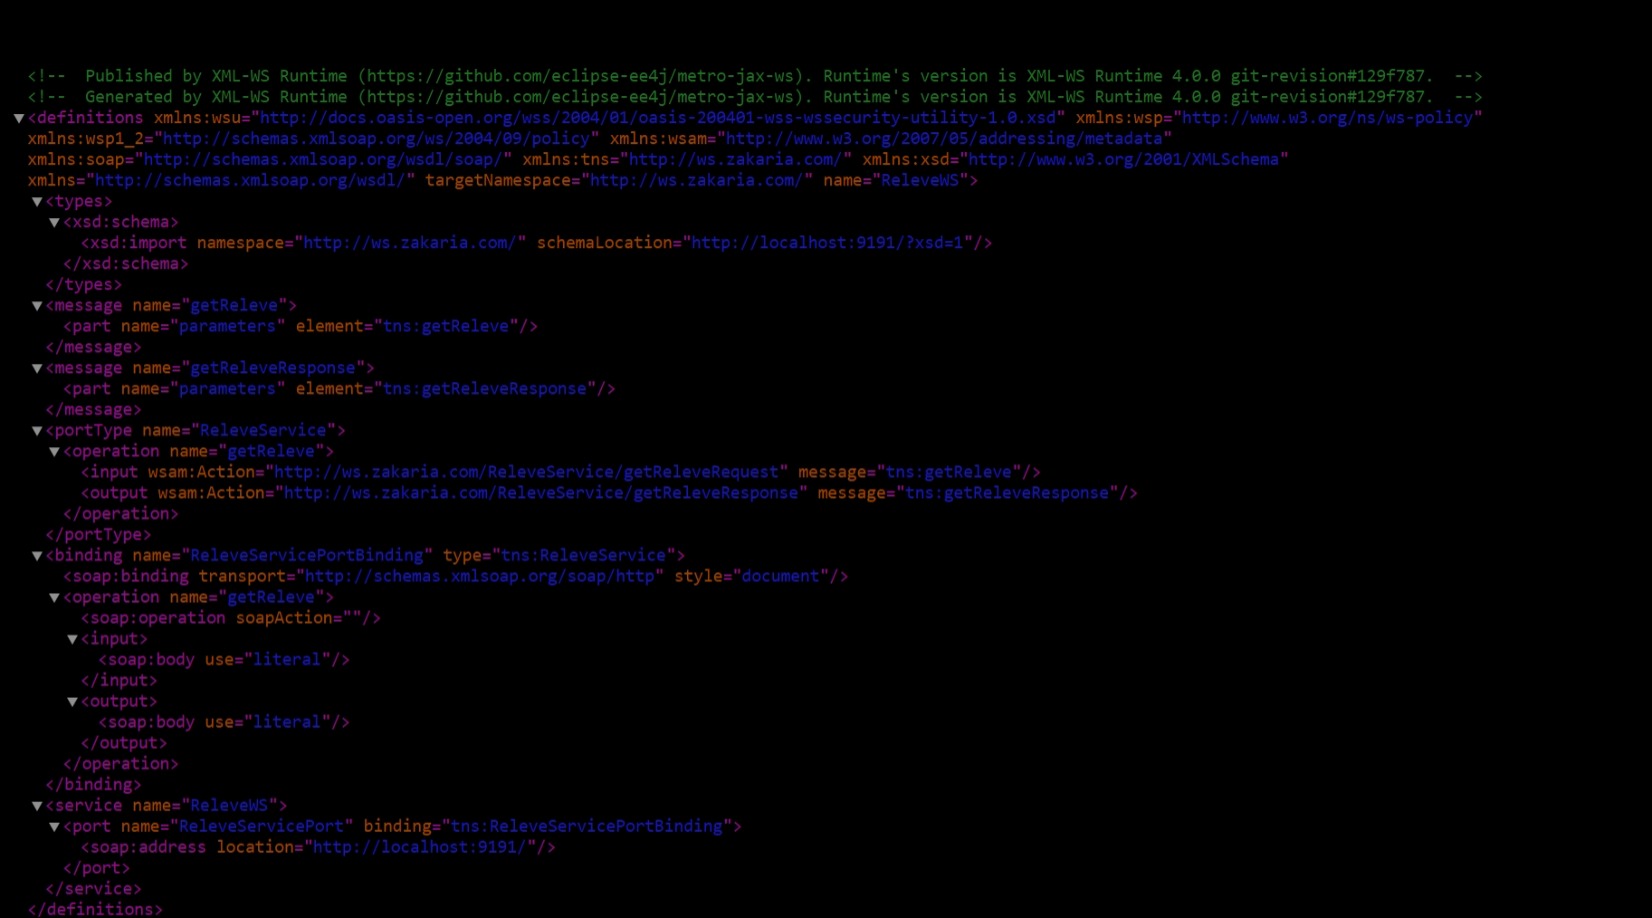 <!--  Published by XML-WS Runtime (https://github.com/eclipse-ee4j/metro-jax-ws). Runtime's version is XML-WS Runtime 4.0.0 git-revision#129f787.  -->
<!--  Generated by XML-WS Runtime (https://github.com/eclipse-ee4j/metro-jax-ws). Runtime's version is XML-WS Runtime 4.0.0 git-revision#129f787.  -->
▼<definitions xmlns:wsu="http://docs.oasis-open.org/wss/2004/01/oasis-200401-wss-wssecurity-utility-1.0.xsd" xmlns:wsp="http://www.w3.org/ns/ws-policy"
xmlns:wsp1_2="http://schemas.xmlsoap.org/ws/2004/09/policy" xmlns:wsam="http://www.w3.org/2007/05/addressing/metadata"
xmlns:soap="http://schemas.xmlsoap.org/wsdl/soap/" xmlns:tns="http://ws.zakaria.com/" xmlns:xsd="http://www.w3.org/2001/XMLSchema"
xmlns="http://schemas.xmlsoap.org/wsdl/" targetNamespace="http://ws.zakaria.com/" name="ReleveWS">
▼<types>
▼<xsd:schema>
<xsd:import namespace="http://ws.zakaria.com/" schemaLocation="http://localhost:9191/?xsd=1"/>
</xsd:schema>
</types>
▼<message name="getReleve">
<part name="parameters" element="tns:getReleve"/>
</message>
▼<message name="getReleveResponse">
<part name="parameters" element="tns:getReleveResponse"/>
</message>
▼<portType name="ReleveService">
▼<operation name="getReleve">
<input wsam:Action="http://ws.zakaria.com/ReleveService/getReleveRequest" message="tns:getReleve"/>
<output wsam:Action="http://ws.zakaria.com/ReleveService/getReleveResponse" message="tns:getReleveResponse"/>
</operation>
</portType>
▼<binding name="ReleveServicePortBinding" type="tns:ReleveService">
<soap:binding transport="http://schemas.xmlsoap.org/soap/http" style="document"/>
▼<operation name="getReleve">
<soap:operation soapAction=""/>
▼<input>
<soap:body use="literal"/>
</input>
▼<output>
<soap:body use="literal"/>
</output>
</operation>
</binding>
▼<service name="ReleveWS">
▼<port name="ReleveServicePort" binding="tns:ReleveServicePortBinding">
<soap:address location="http://localhost:9191/"/>
</port>
</service>
</definitions>